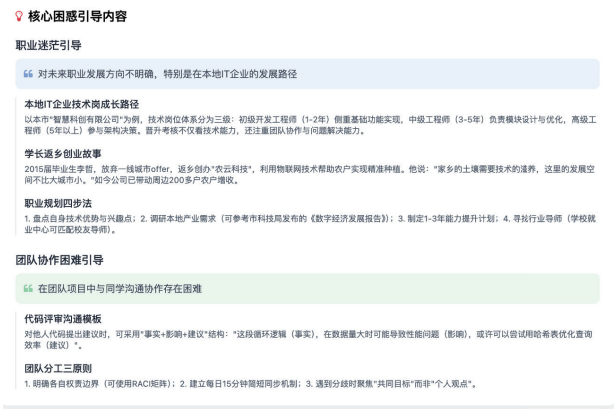 核心困惑引导内容
职业迷茫引导
对未来职业发展方向不明确，特别是在本地IT企业的发展路径
本地IT企业技术岗成长路径
以本市"智慧科创有限公司"为例，技术岗位体系分为三级：初级开发工程师（1-2年）侧重基础功能实现，中级工程师（3-5年）负责模块设计与优化，高级工
程师（5年以上）参与架构决策。晋升考核不仅看技术能力，还注重团队协作与问题解决能力。
学长返乡创业故事
2015届毕业生李哲，放弃一线城市offer，返乡创办"农云科技"，利用物联网技术帮助农户实现精准种植。他说："家乡的土壤需要技术的滋养，这里的发展空
间不比大城市小。"如今公司已带动周边200多户农户增收。
职业规划四步法
1. 盘点自身技术优势与兴趣点；2. 调研本地产业需求（可参考市科技局发布的《数字经济发展报告》）；3. 制定1-3年能力提升计划；4. 寻找行业导师（学校就
业中心可匹配校友导师）。
团队协作困难引导
在团队项目中与同学沟通协作存在困难
代码评审沟通模板
对他人代码提出建议时，可采用"事实+影响+建议"结构："这段循环逻辑（事实），在数据量大时可能导致性能问题（影响），或许可以尝试用哈希表优化查询
效率（建议）"。
团队分工三原则
1. 明确各自权责边界（可使用RACI矩阵）；2. 建立每日15分钟简短同步机制；3. 遇到分歧时聚焦"共同目标"而非"个人观点"。